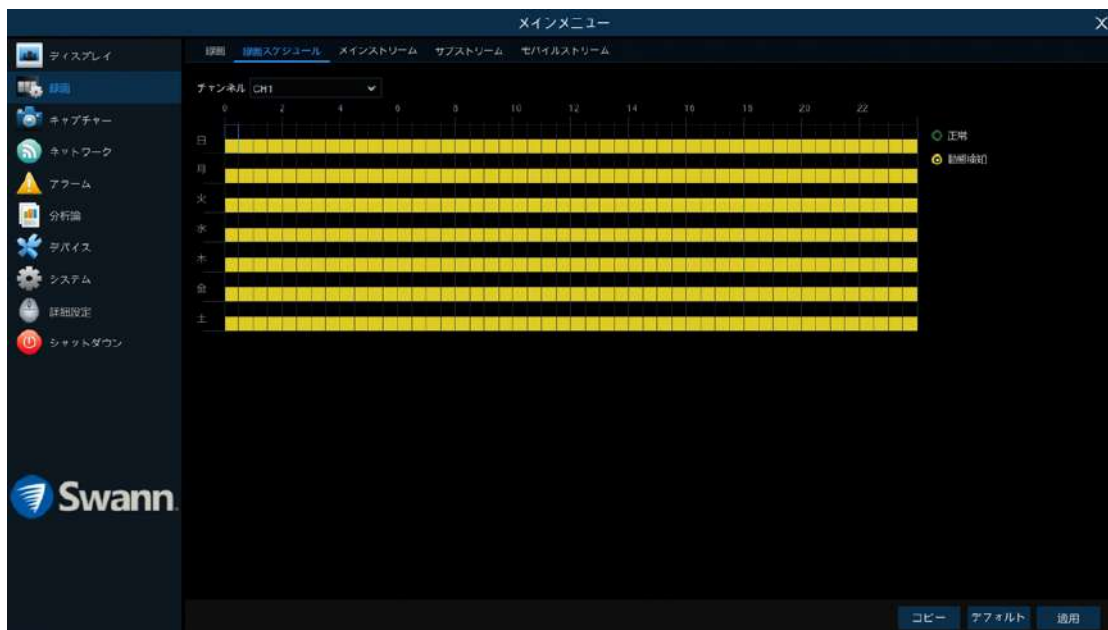 メインメニュー X
ディスプレイ
録画
キャプチャー
ネットワーク
アラーム
分析論
デバイス
システム
詳細設定
シャットダウン
Swann
録画 録画スケジュール メインストリーム サブストリーム モバイルストリーム
チャンネル CH1
0 2 4 6 8 10 12 14 16 18 20 22
日
月
火
水
木
金
土
正常
動態検知
コピー デフォルト 適用